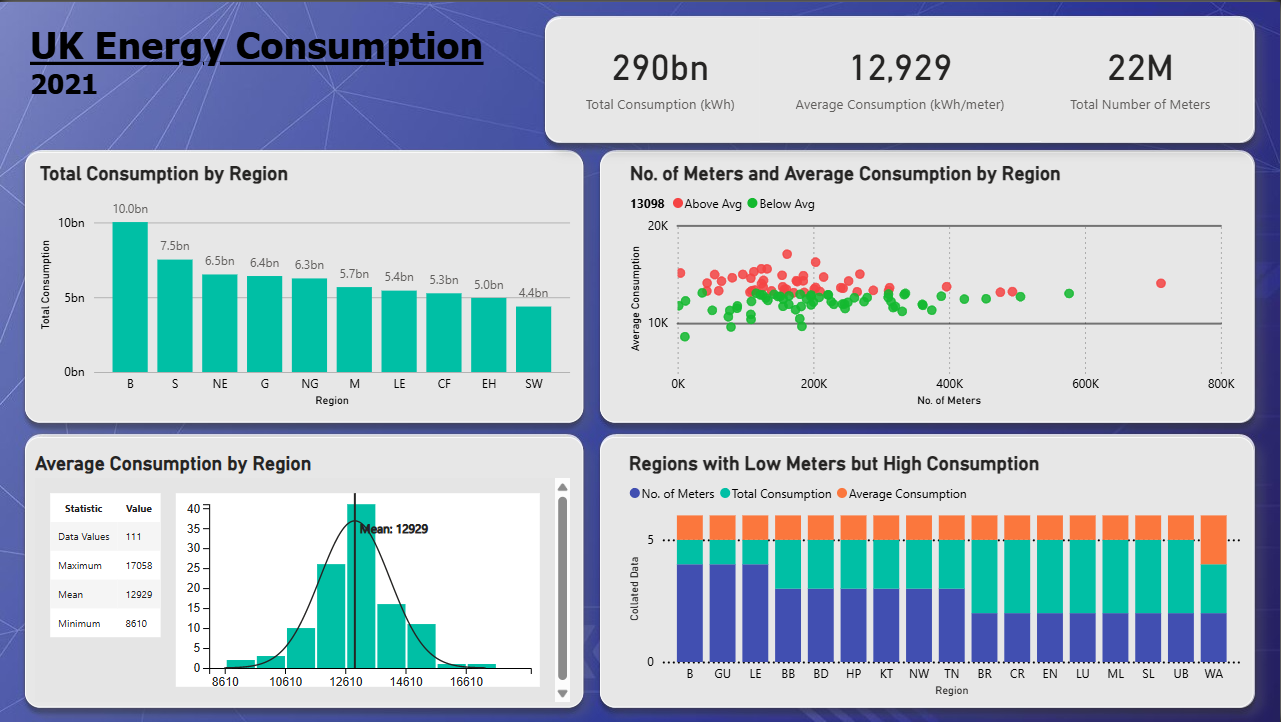 UK Energy Consumption
2021
290bn
Total Consumption (kWh)
12,929
Average Consumption (kWh/meter)
22M
Total Number of Meters
Total Consumption by Region
Total Consumption
10bn
5bn
0bn
10.0bn 7.5bn 6.5bn 6.4bn 6.3bn 5.7bn 5.4bn 5.3bn 5.0bn 4.4bn
B S NE G NG M LE CF EH SW
Region
No. of Meters and Average Consumption by Region
13098 Above Avg Below Avg
Average Consumption
20K
10K
0K 200K 400K 600K 800K
No. of Meters
Average Consumption by Region
Statistic Value
Data Values 111
Maximum 17058
Mean 12929
Minimum 8610
40
35
30
25
20
15
10
5
0
Mean: 12929
8610 10610 12610 14610 16610
Regions with Low Meters but High Consumption
No. of Meters Total Consumption Average Consumption
Collated Data
5
0
B GU LE BB BD HP KT NW TN BR CR EN LU ML SL UB WA
Region